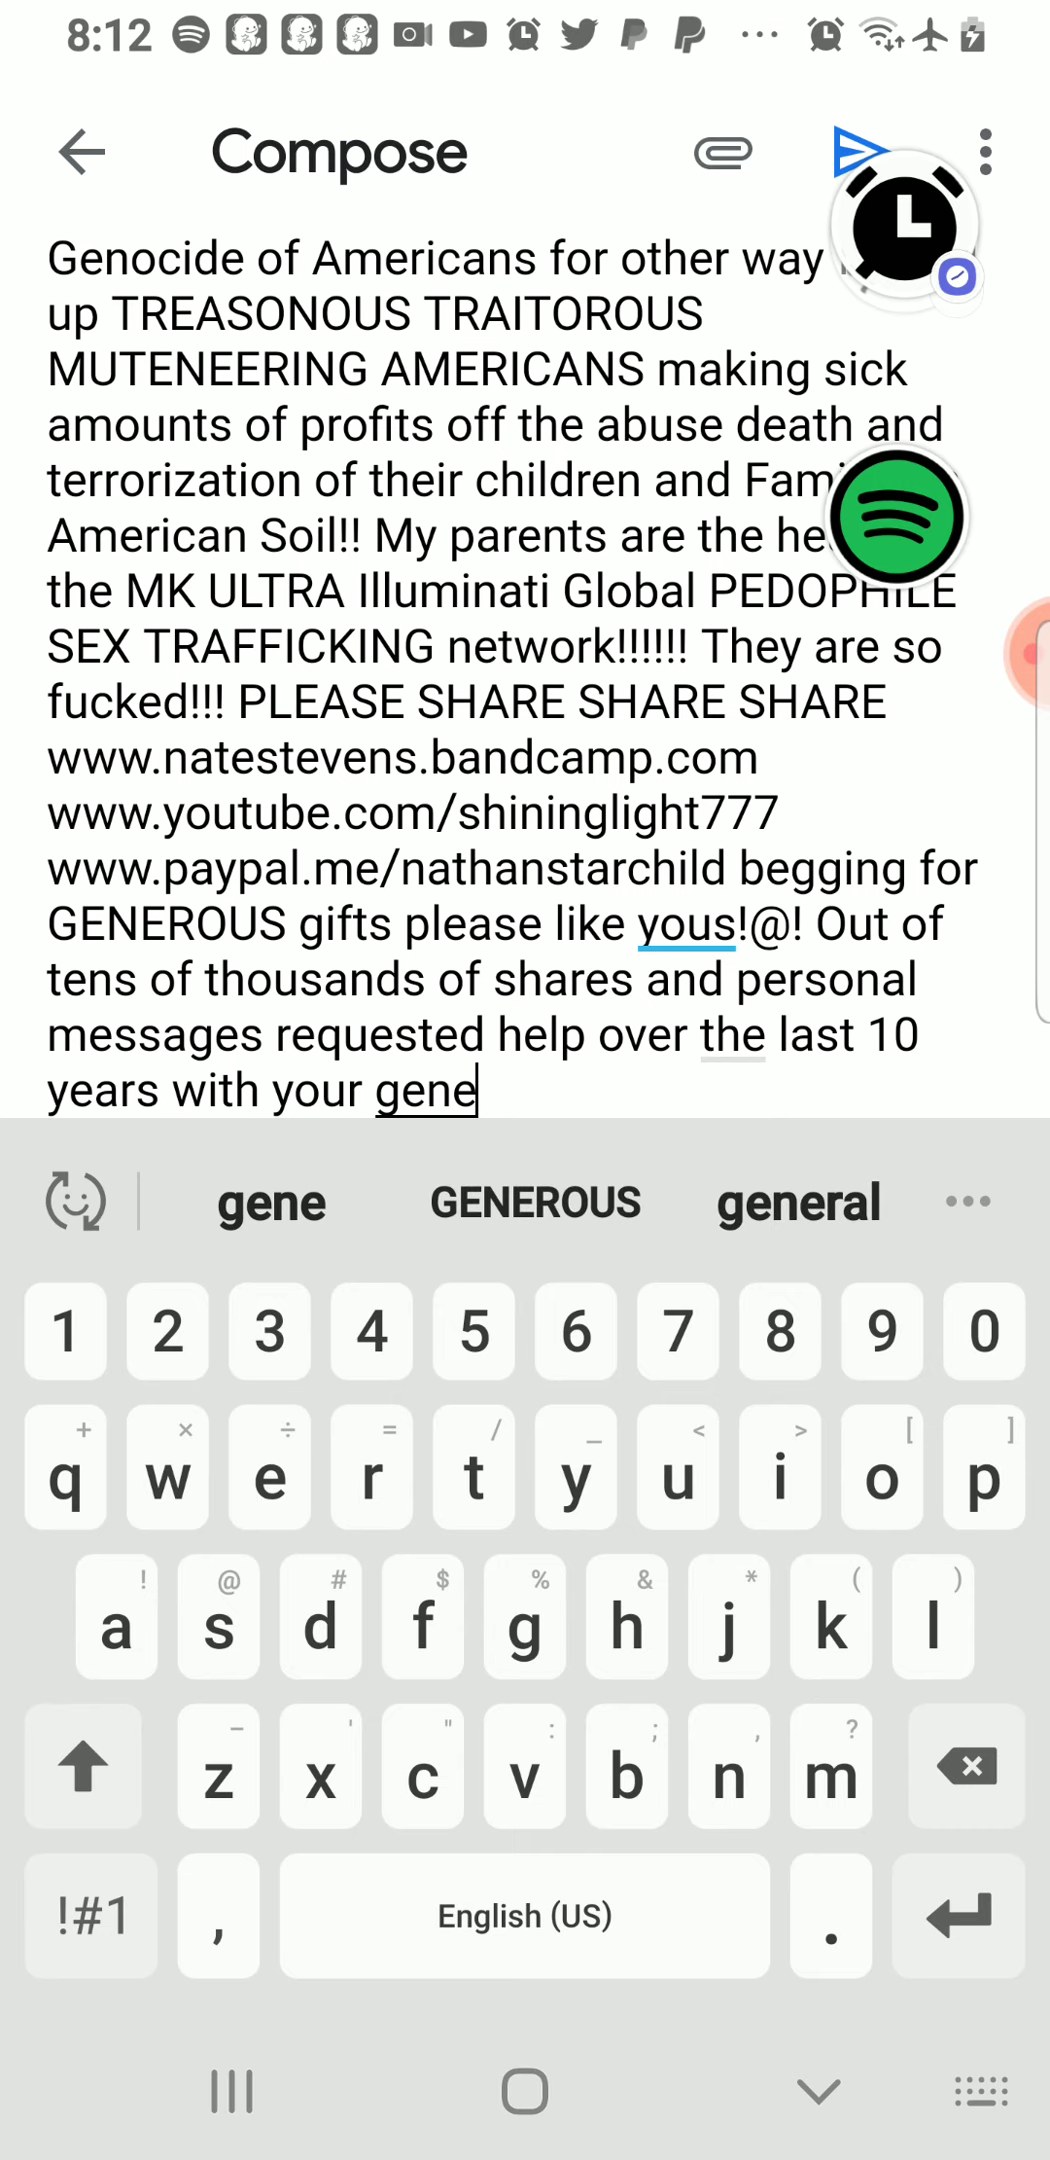 8:12
Compose
Genocide of Americans for other way
up TREASONOUS TRAITOROUS
MUTENEERING AMERICANS making sick
amounts of profits off the abuse death and
terrorization of their children and
American Soil!! My parents are the
the MK ULTRA Illuminati Global PEDOPHILE
SEX TRAFFICKING network!!!!!! They are so
fucked!!! PLEASE SHARE SHARE SHARE
www.natestevens.bandcamp.com
www.youtube.com/shininglight777
www.paypal.me/nathanstarchild begging for
GENEROUS gifts please like yous!@! Out of
tens of thousands of shares and personal
messages requested help over the last 10
years with your gene
gene GENEROUS general
1 2 3 4 5 6 7 8 9 0
+ × ÷ = / _ < > [ ]
q w e r t y u i o p
! @ # $ % & * ( )
a s d f g h j k l
- ' " : ; , ?
z x c v b n m
!#1 , English (US) .